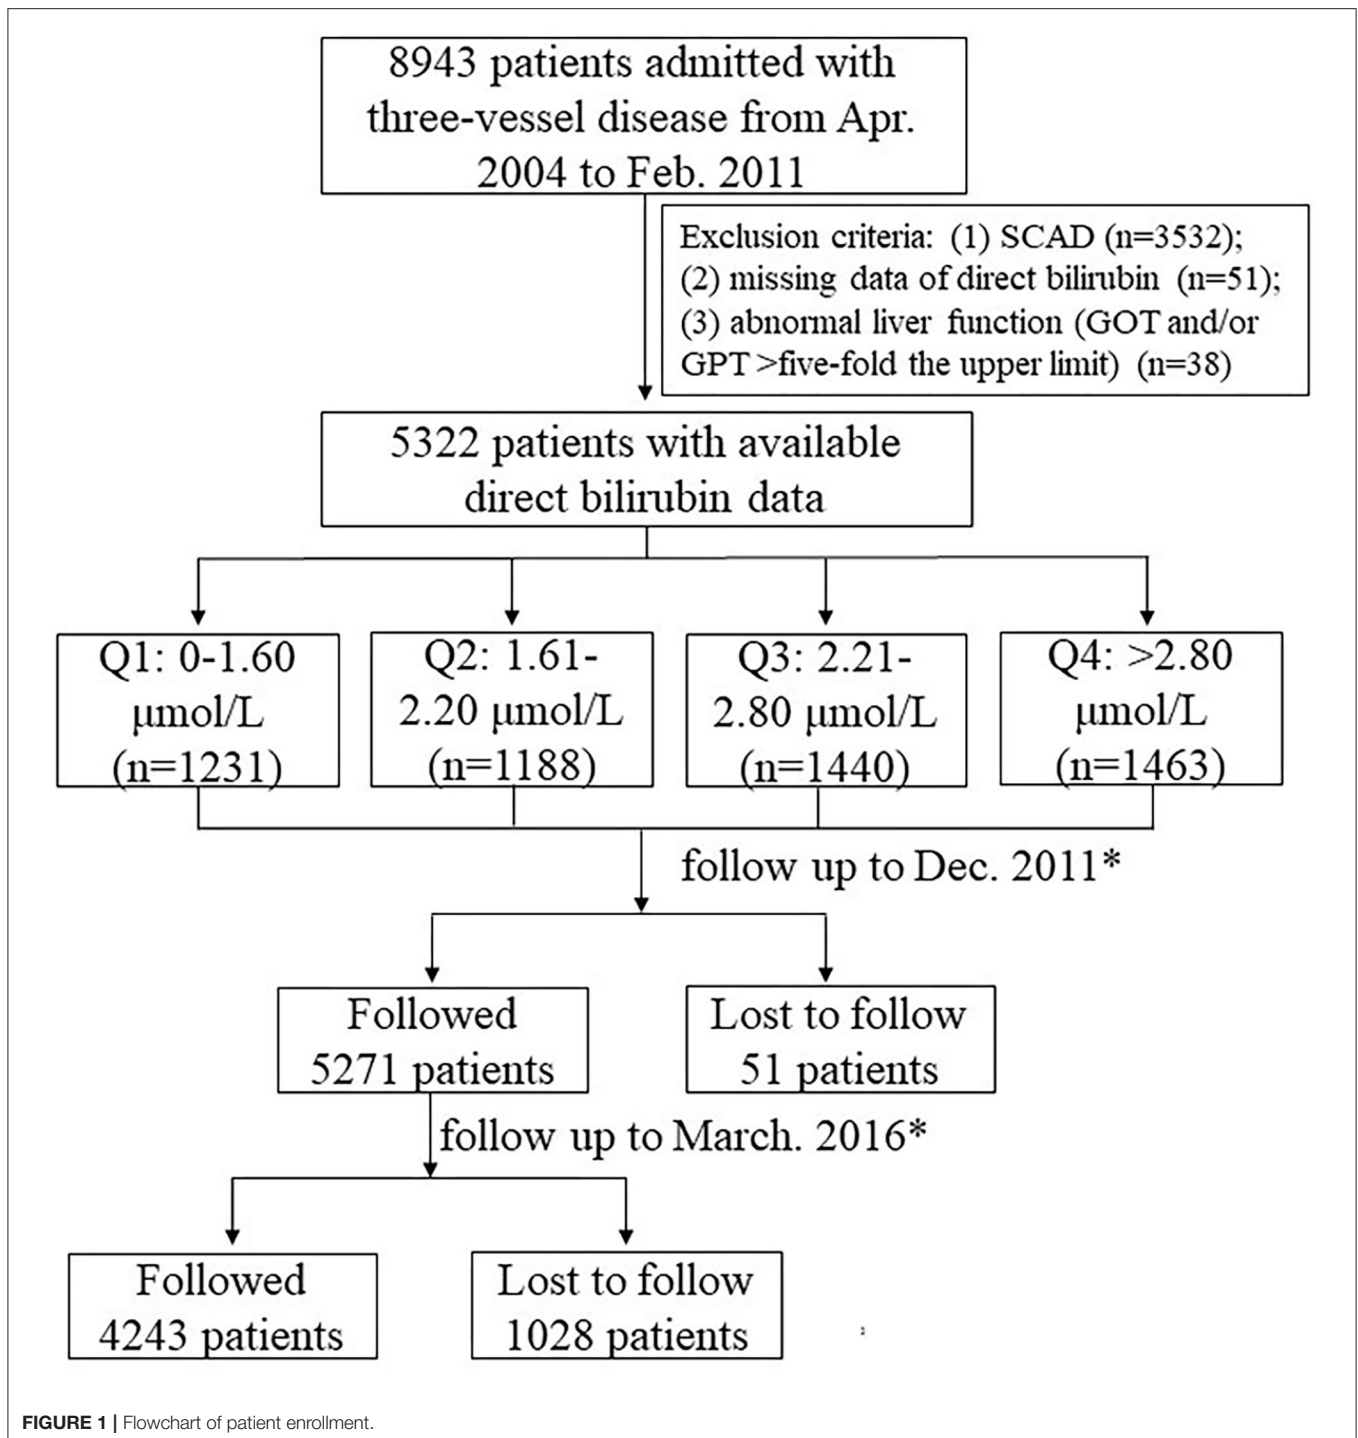 8943 patients admitted with
three-vessel disease from Apr.
2004 to Feb. 2011
Exclusion criteria: (1) SCAD (n=3532);
(2) missing data of direct bilirubin (n=51);
(3) abnormal liver function (GOT and/or
GPT >five-fold the upper limit) (n=38)
5322 patients with available
direct bilirubin data
Q1: 0-1.60
μmol/L
(n=1231)
Q2: 1.61-
2.20 μmol/L
(n=1188)
Q3: 2.21-
2.80 μmol/L
(n=1440)
Q4: >2.80
μmol/L
(n=1463)
follow up to Dec. 2011*
Followed
5271 patients
Lost to follow
51 patients
follow up to March. 2016*
Followed
4243 patients
Lost to follow
1028 patients
FIGURE 1 | Flowchart of patient enrollment.